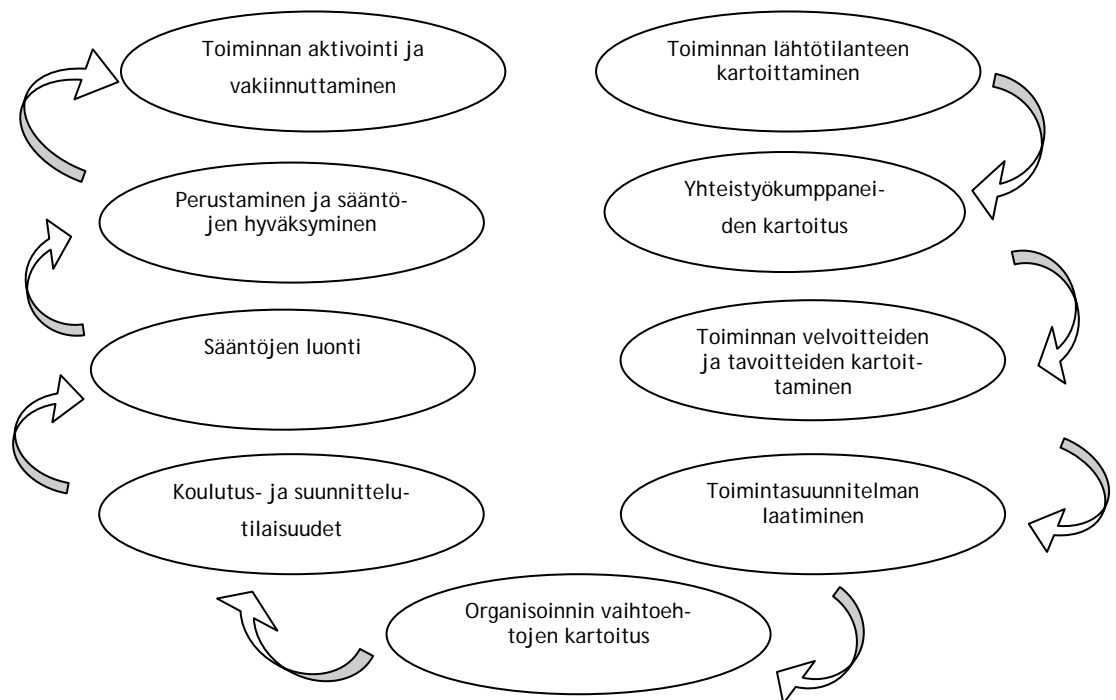 Toiminnan aktivointi ja
vakiinnuttaminen
Toiminnan lähtötilanteen
kartoittaminen
Perustaminen ja sääntö-
jen hyväksyminen
Yhteistyökumppanei-
den kartoitus
Sääntöjen luonti
Toiminnan velvoitteiden
ja tavoitteiden kartoit-
taminen
Koulutus- ja suunnittelu-
tilaisuudet
Toimintasuunnitelman
laatiminen
Organisoinnin vaihtoeh-
tojen kartoitus